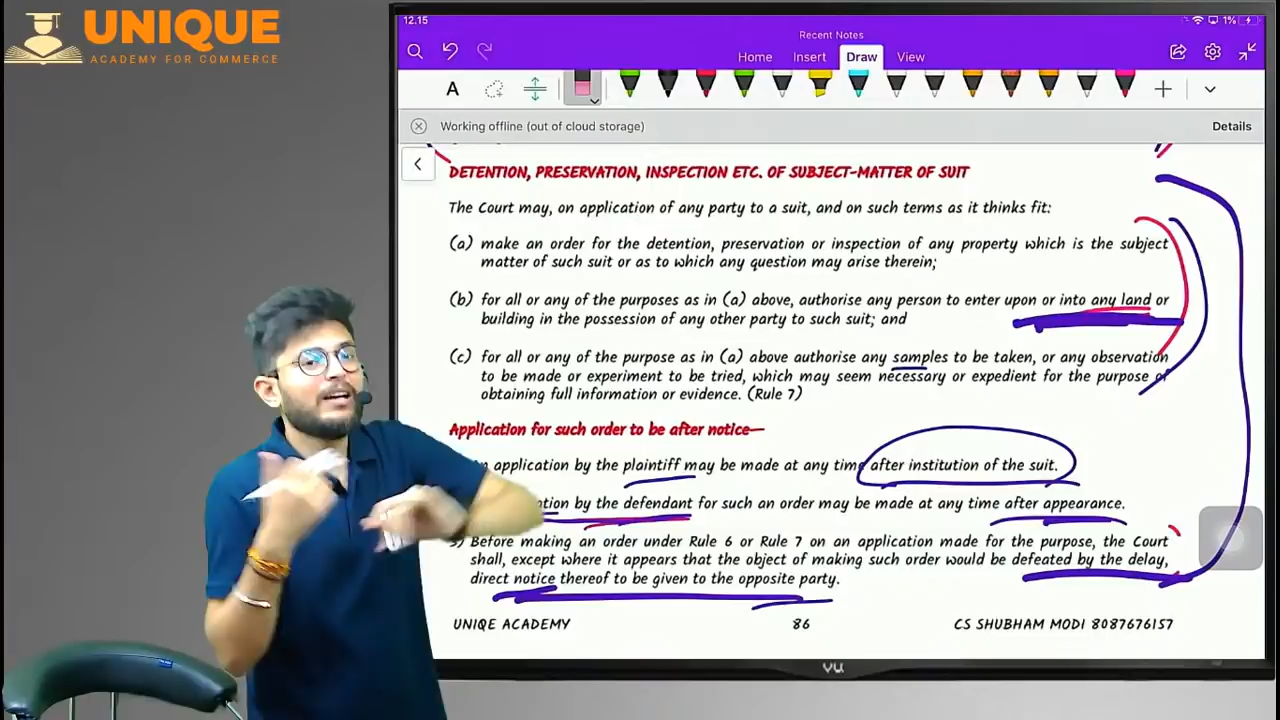 UNIQUE
ACADEMY FOR COMMERCE
12.15
1%
Recent Notes
Home Insert Draw View
A
Working offline (out of cloud storage)
Details
DETENTION, PRESERVATION, INSPECTION ETC. OF SUBJECT-MATTER OF SUIT
The Court may, on application of any party to a suit, and on such terms as it thinks fit:
(a) make an order for the detention, preservation or inspection of any property which is the subject
matter of such suit or as to which any question may arise therein;
(b) for all or any of the purposes as in (a) above, authorise any person to enter upon or into any land or
building in the possession of any other party to such suit; and
(c) for all or any of the purpose as in (a) above authorise any samples to be taken, or any observation
to be made or experiment to be tried, which may seem necessary or expedient for the purpose of
obtaining full information or evidence. (Rule 7)
Application for such order to be after notice—
application by the plaintiff may be made at any time after institution of the suit.
by the defendant for such an order may be made at any time after appearance.
Before making an order under Rule 6 or Rule 7 on an application made for the purpose, the Court
shall, except where it appears that the object of making such order would be defeated by the delay,
direct notice thereof to be given to the opposite party.
UNIQE ACADEMY 86 CS SHUBHAM MODI 8087676157